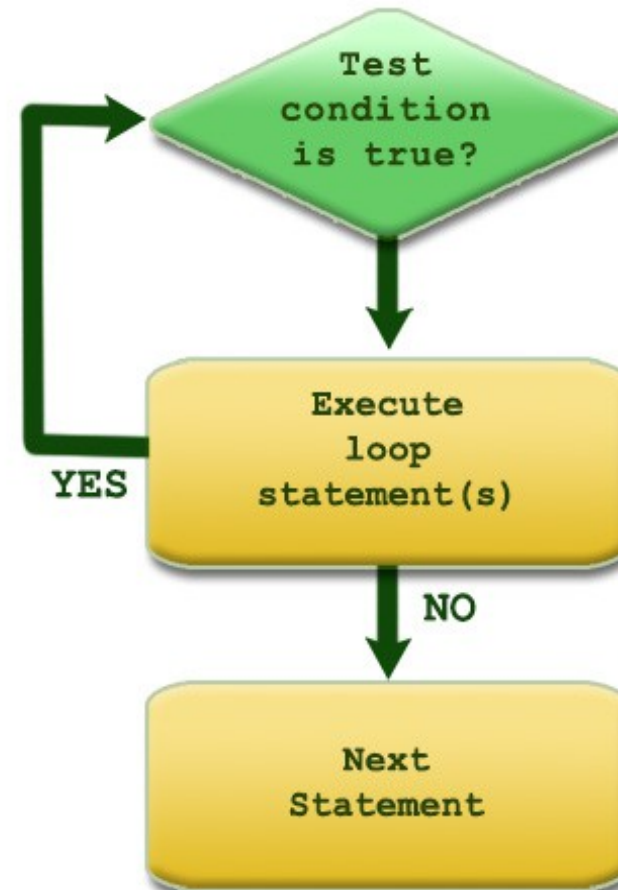 Test
condition
is true?
Execute
loop
statement(s)
YES
NO
Next
Statement